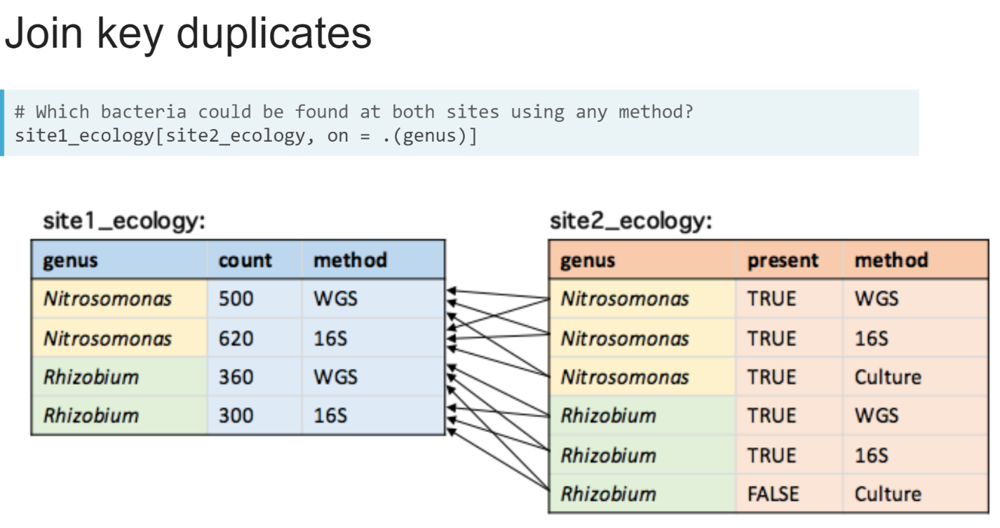 Join key duplicates
# Which bacteria could be found at both sites using any method?
site1_ecology[site2_ecology, on = .(genus)]
site1_ecology:
genus count method
Nitrosomonas 500 WGS
Nitrosomonas 620 16S
Rhizobium 360 WGS
Rhizobium 300 16S
site2_ecology:
genus present method
Nitrosomonas TRUE WGS
Nitrosomonas TRUE 16S
Nitrosomonas TRUE Culture
Rhizobium TRUE WGS
Rhizobium TRUE 16S
Rhizobium FALSE Culture